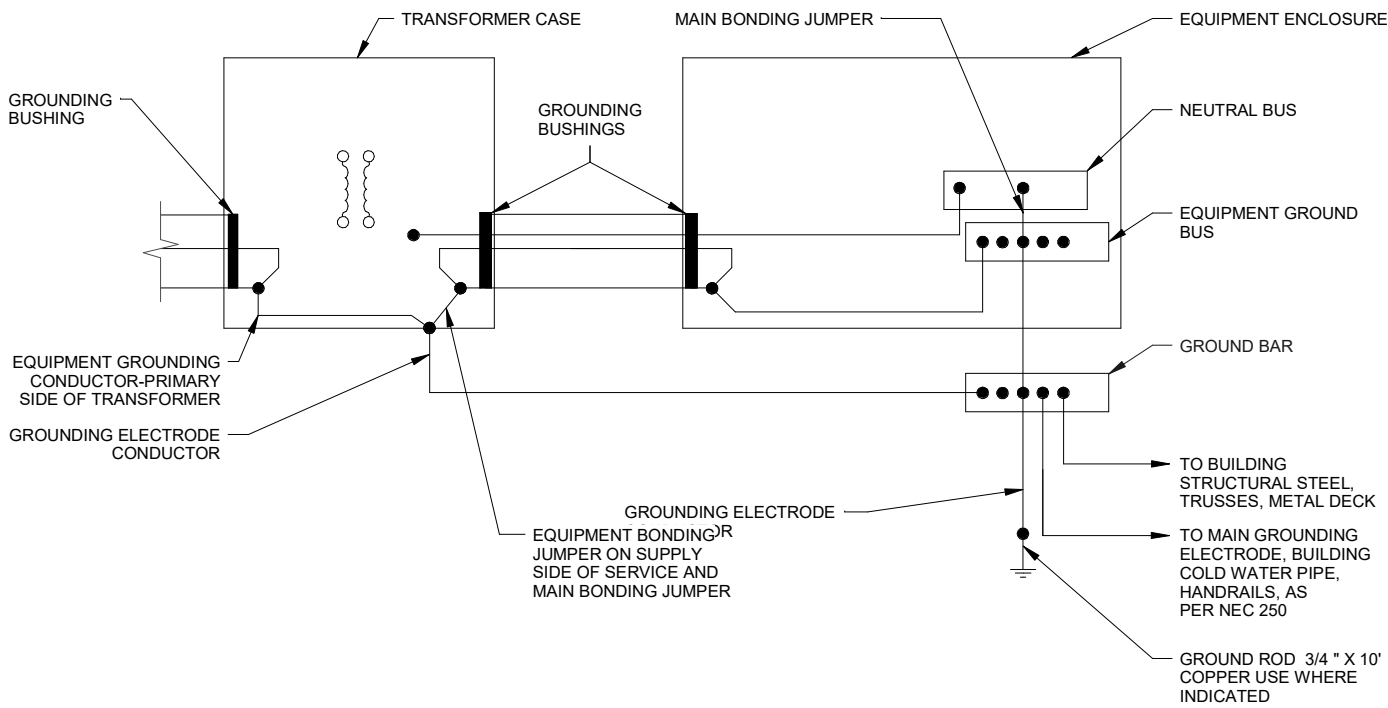 TRANSFORMER CASE
MAIN BONDING JUMPER
EQUIPMENT ENCLOSURE
GROUNDING
BUSHING
GROUNDING
BUSHINGS
NEUTRAL BUS
EQUIPMENT GROUND
BUS
GROUND BAR
EQUIPMENT GROUNDING
CONDUCTOR-PRIMARY
SIDE OF TRANSFORMER
GROUNDING ELECTRODE
CONDUCTOR
GROUNDING ELECTRODE
EQUIPMENT BONDING
JUMPER ON SUPPLY
SIDE OF SERVICE AND
MAIN BONDING JUMPER
TO BUILDING
STRUCTURAL STEEL,
TRUSSES, METAL DECK
TO MAIN GROUNDING
ELECTRODE, BUILDING
COLD WATER PIPE,
HANDRAILS, AS
PER NEC 250
GROUND ROD 3/4 " X 10'
COPPER USE WHERE
INDICATED